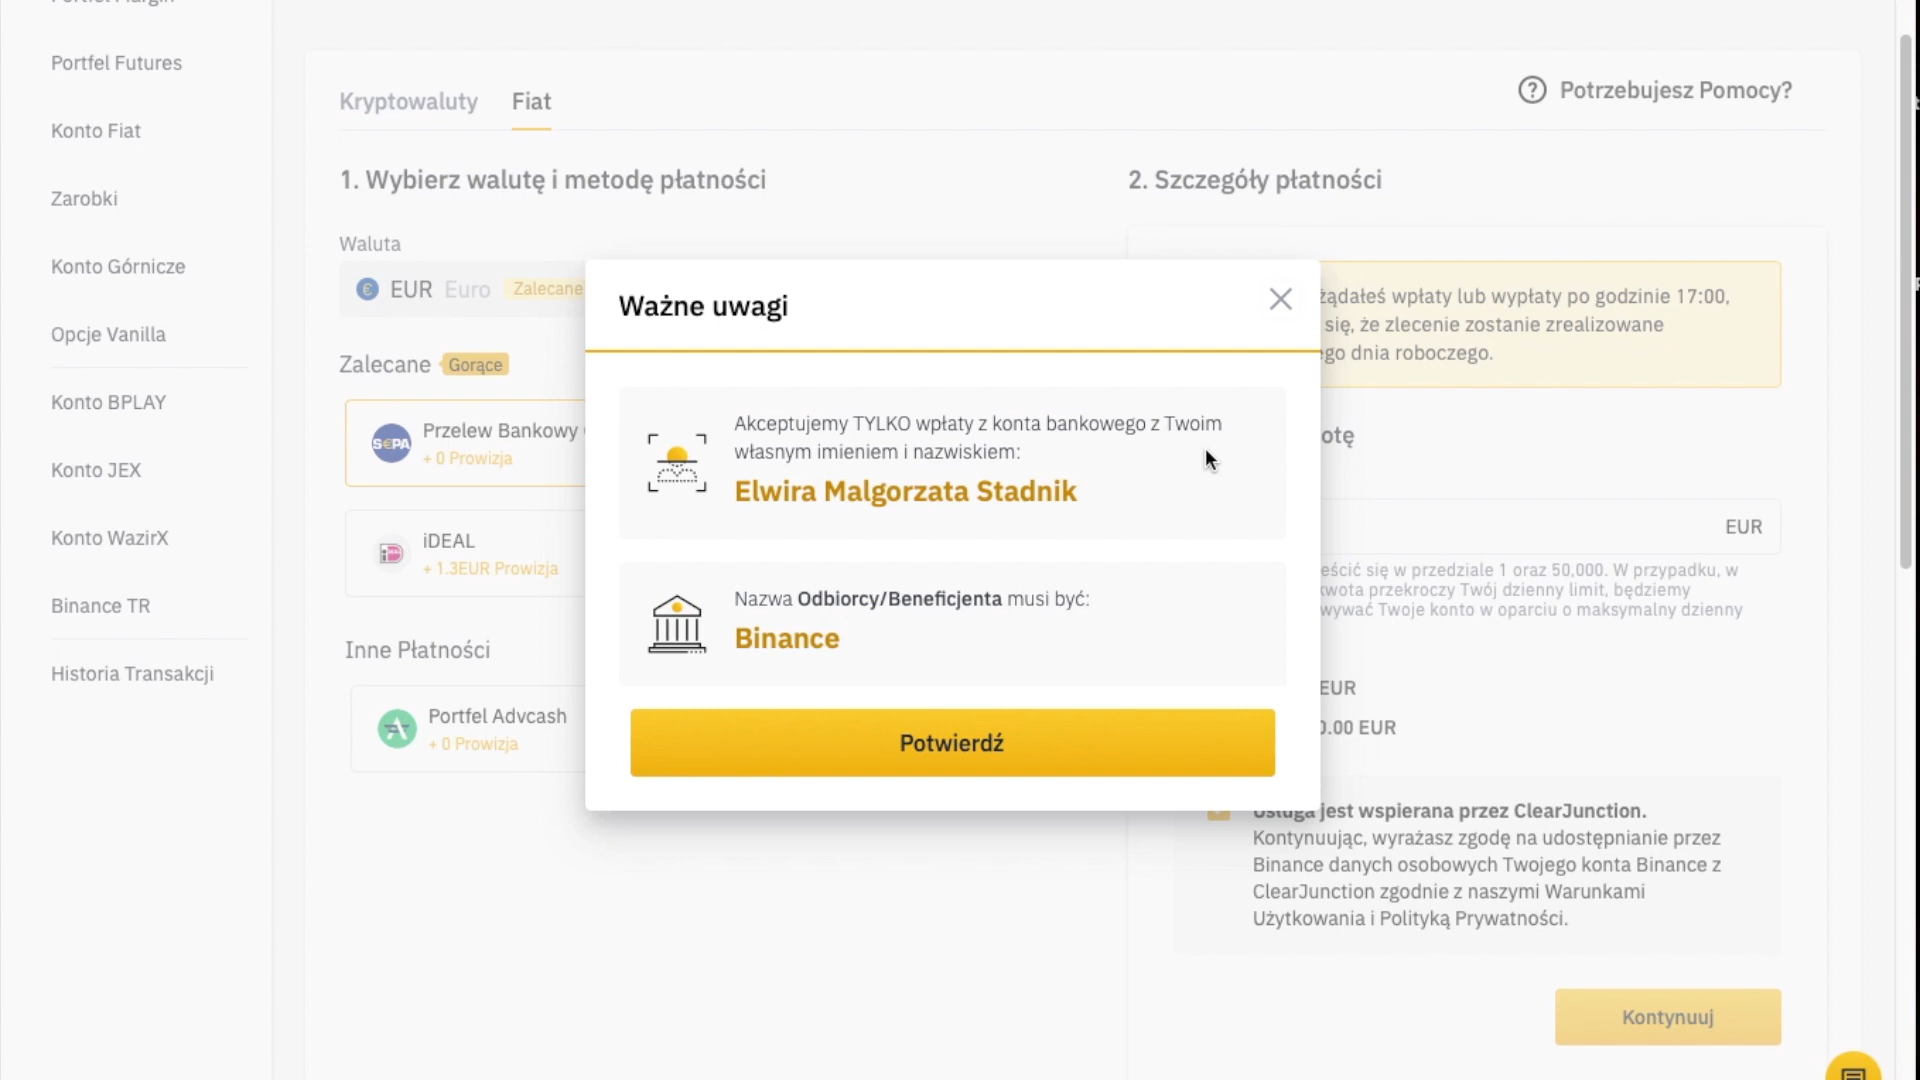 Portfel Margin
Portfel Futures
Konto Fiat
Zarobki
Konto Górnicze
Opcje Vanilla
Konto BPLAY
Konto JEX
Konto WazirX
Binance TR
Historia Transakcji
Kryptowaluty
Fiat
Potrzebujesz Pomocy?
1. Wybierz walutę i metodę płatności
Waluta
EUR Euro Zalecane
Zalecane Gorące
SEPA
Przelew Bankowy
+ 0 Prowizja
iDEAL
+ 1.3EUR Prowizja
Inne Płatności
Portfel Advcash
+ 0 Prowizja
Ważne uwagi
Akceptujemy TYLKO wpłaty z konta bankowego z Twoim
własnym imieniem i nazwiskiem:
Elwira Malgorzata Stadnik
Nazwa Odbiorcy/Beneficjenta musi być:
Binance
Potwierdź
2. Szczegóły płatności
żądałeś wpłaty lub wypłaty po godzinie 17:00,
się, że zlecenie zostanie zrealizowane
dnia roboczego.
EUR
się w przedziale 1 oraz 50,000. W przypadku, w
kwota przekroczy Twój dzienny limit, będziemy
Twoje konto w oparciu o maksymalny dzienny
EUR
0.00 EUR
Usługa jest wspierana przez ClearJunction.
Kontynuując, wyrażasz zgodę na udostępnianie przez
Binance danych osobowych Twojego konta Binance z
ClearJunction zgodnie z naszymi Warunkami
Użytkowania i Polityką Prywatności.
Kontynuuj